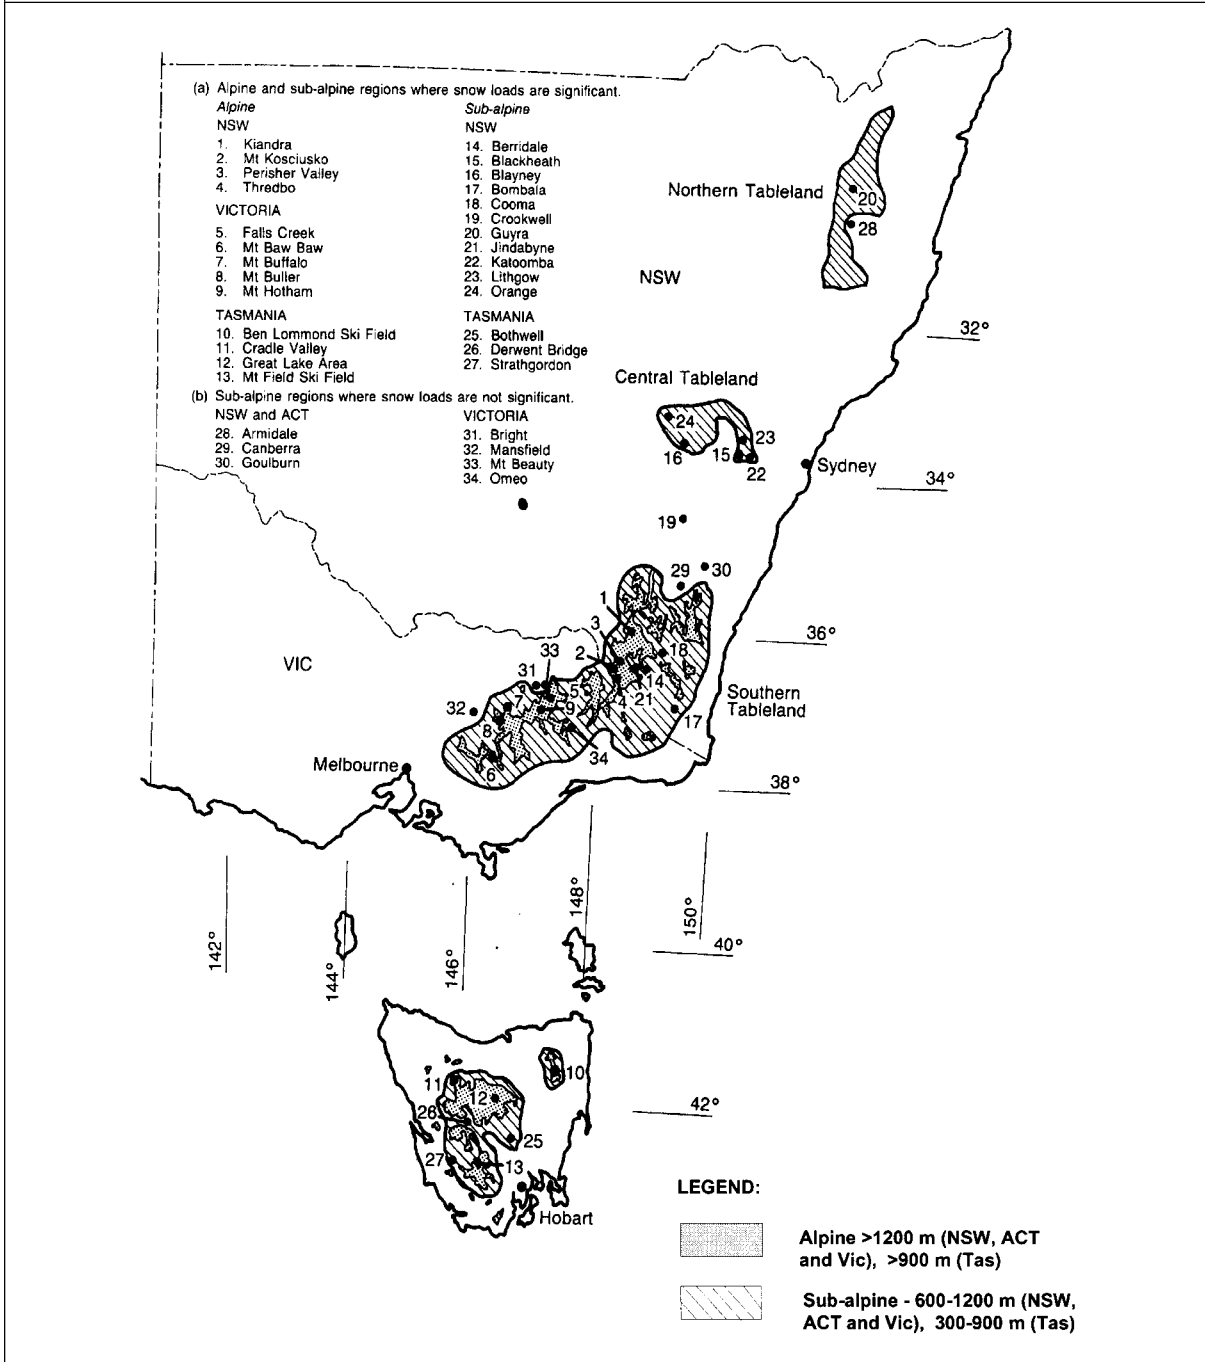 (a) Alpine and sub-alpine regions where snow loads are significant.
Alpine
NSW
1. Kiandra
2. Mt Kosciusko
3. Perisher Valley
4. Thredbo
VICTORIA
5. Falls Creek
6. Mt Baw Baw
7. Mt Buffalo
8. Mt Buller
9. Mt Hotham
TASMANIA
10. Ben Lommond Ski Field
11. Cradle Valley
12. Great Lake Area
13. Mt Field Ski Field
Sub-alpine
NSW
14. Berridale
15. Blackheath
16. Blayney
17. Bombala
18. Cooma
19. Crookwell
20. Guyra
21. Jindabyne
22. Katoomba
23. Lithgow
24. Orange
TASMANIA
25. Bothwell
26. Derwent Bridge
27. Strathgordon
(b) Sub-alpine regions where snow loads are not significant.
NSW and ACT
28. Armidale
29. Canberra
30. Goulburn
VICTORIA
31. Bright
32. Mansfield
33. Mt Beauty
34. Omeo
Northern Tableland
20
28
NSW
32°
Central Tableland
24
23
16
15
22
Sydney
34°
19
29
30
1
3
36°
18
2
33
31
14
5
21
4
VIC
Southern
Tableland
7
9
32
17
8
34
6
Melbourne
38°
148°
150°
142°
144°
146°
40°
10
11
12
26
42°
25
27
13
Hobart
LEGEND:
Alpine >1200 m (NSW, ACT
and Vic), >900 m (Tas)
Sub-alpine - 600-1200 m (NSW,
ACT and Vic), 300-900 m (Tas)